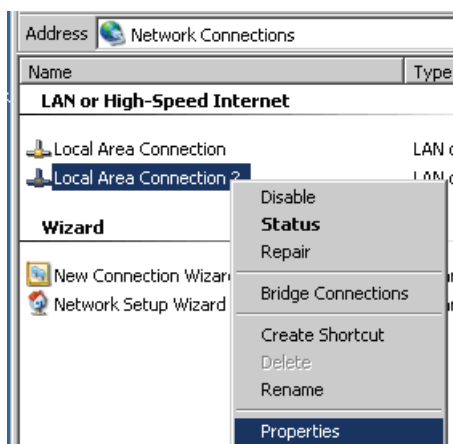 Address Network Connections
Name Type
LAN or High-Speed Internet
Local Area Connection LAN
Local Area Connection 2 LAN
Disable
Wizard Status
Repair
New Connection
Bridge Connections
Network Setup Wizard
Create Shortcut
Delete
Rename
Properties